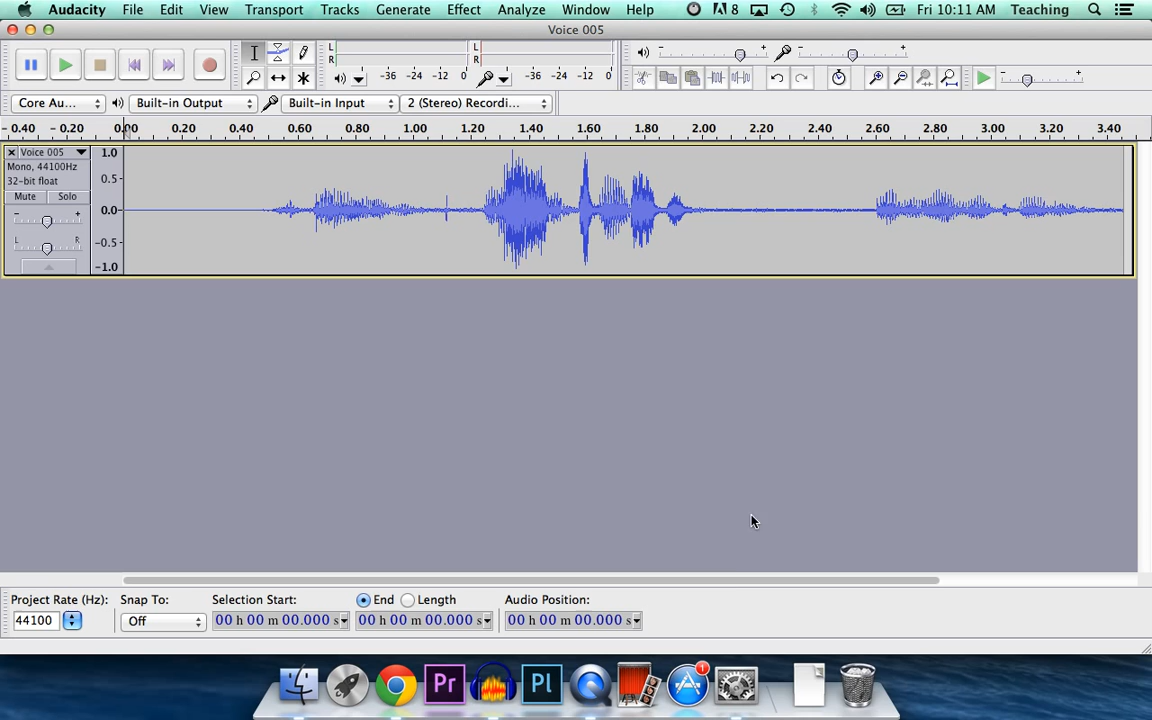 Audacity File Edit View Transport Tracks Generate Effect Analyze Window Help 8 Fri 10:11 AM Teaching
Voice 005
L
R
-36 -24 -12 0
L
R
-36 -24 -12 0
Core Au... Built-in Output Built-in Input 2 (Stereo) Recordi...
- 0.40 - 0.20 0.00 0.20 0.40 0.60 0.80 1.00 1.20 1.40 1.60 1.80 2.00 2.20 2.40 2.60 2.80 3.00 3.20 3.40
Voice 005
Mono, 44100Hz
32-bit float
Mute Solo
- +
L R
1.0
0.5-
0.0-
-0.5-
-1.0
Project Rate (Hz): Snap To: Selection Start: End Length Audio Position:
44100 Off 00 h 00 m 00.000 s 00 h 00 m 00.000 s 00 h 00 m 00.000 s
Pr Pl 1